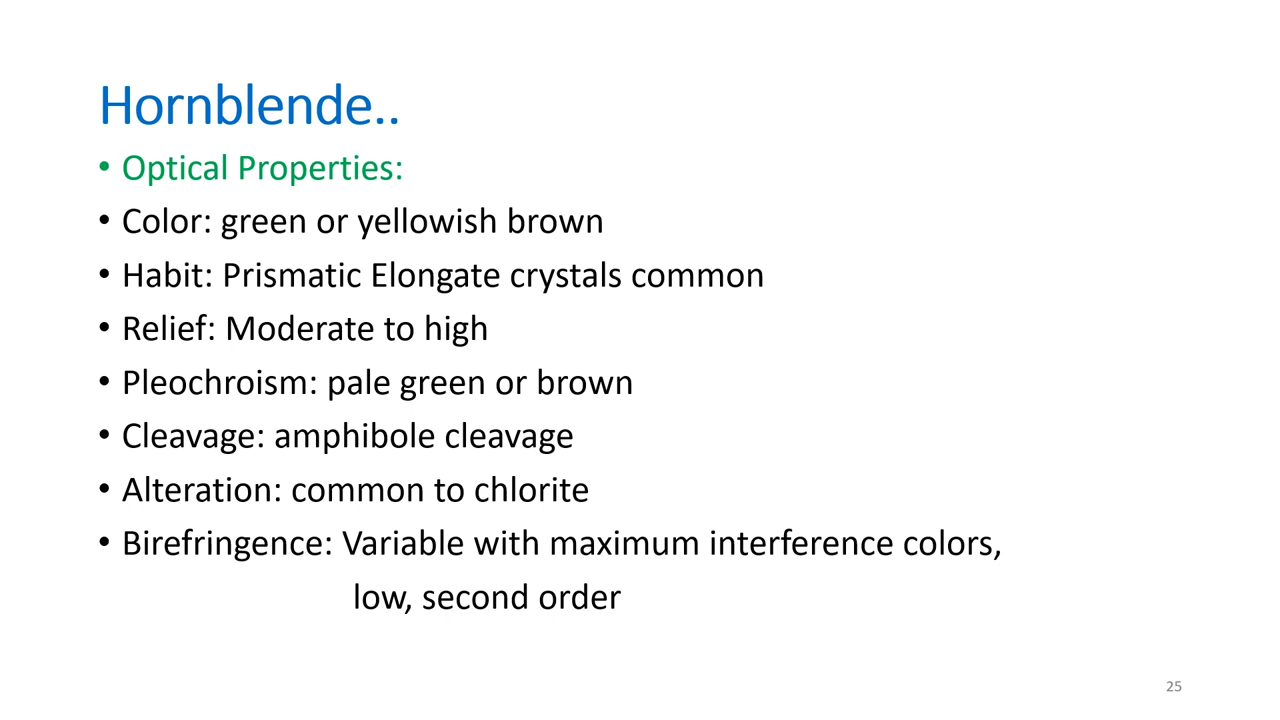 Hornblende..
• Optical Properties:
• Color: green or yellowish brown
• Habit: Prismatic Elongate crystals common
• Relief: Moderate to high
• Pleochroism: pale green or brown
• Cleavage: amphibole cleavage
• Alteration: common to chlorite
• Birefringence: Variable with maximum interference colors,
low, second order
25